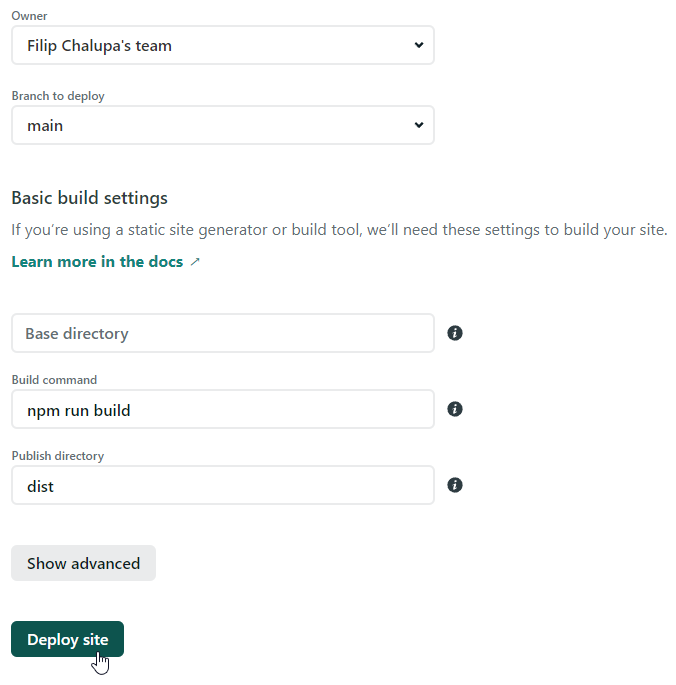 Owner
Filip Chalupa's team
Branch to deploy
main
Basic build settings
If you’re using a static site generator or build tool, we’ll need these settings to build your site.
Learn more in the docs ↗
Base directory
Build command
npm run build
Publish directory
dist
Show advanced
Deploy site